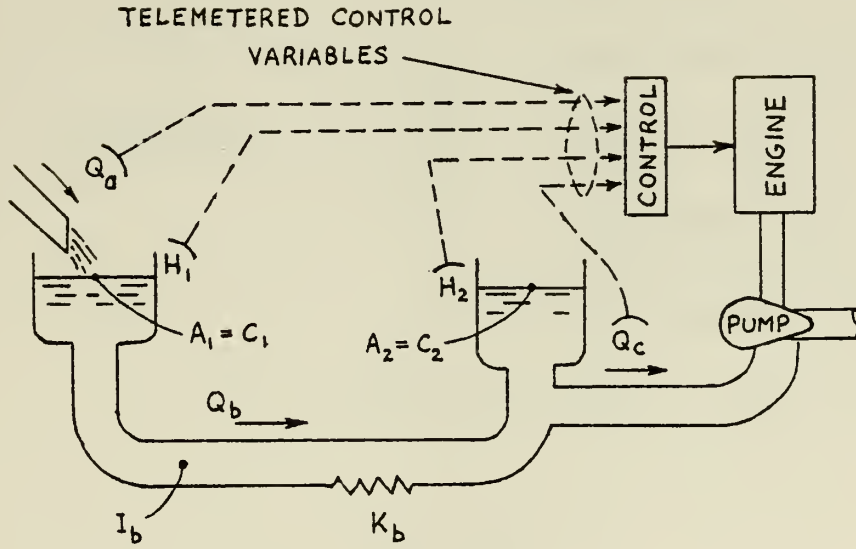 TELEMETERED CONTROL
VARIABLES
CONTROL
ENGINE
Qa
H1
H2
A1 = C1
A2 = C2
Qc
PUMP
Qb
Ib
Kb